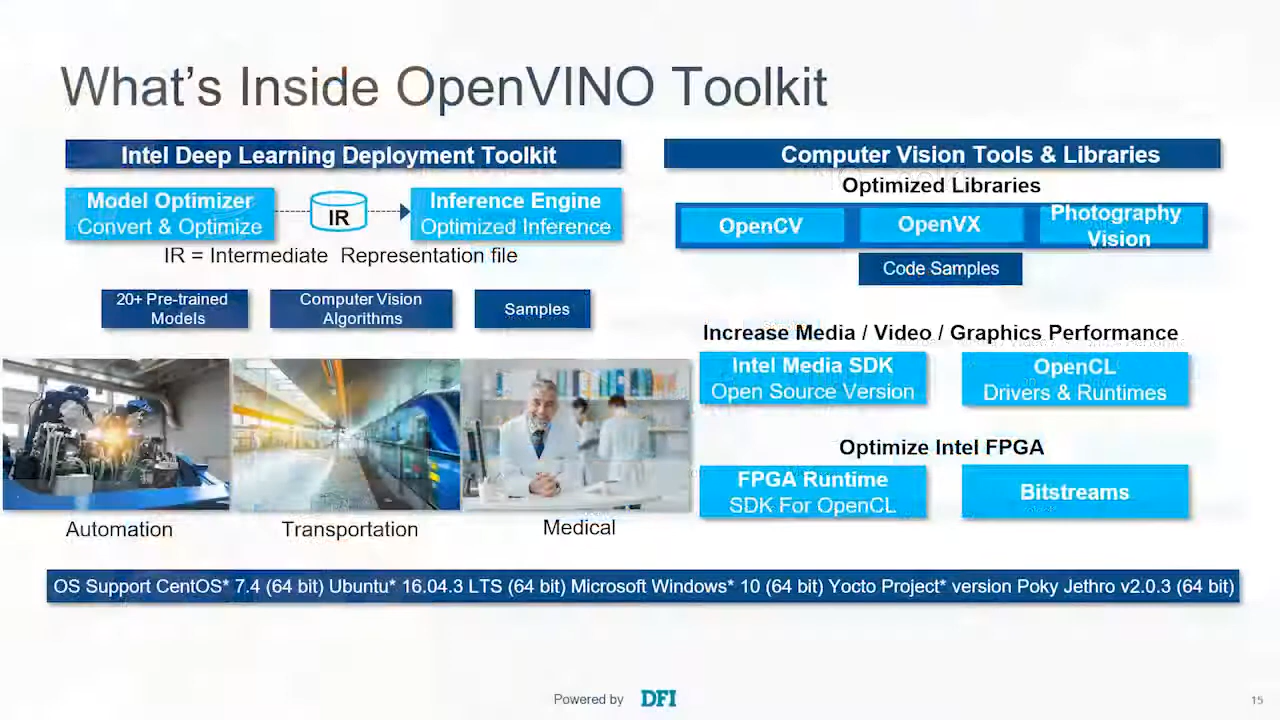 What's Inside OpenVINO Toolkit
Intel Deep Learning Deployment Toolkit
Model Optimizer
Convert & Optimize
IR
Inference Engine
Optimized Inference
IR = Intermediate Representation file
20+ Pre-trained
Models
Computer Vision
Algorithms
Samples
Automation
Transportation
Medical
Computer Vision Tools & Libraries
Optimized Libraries
OpenCV
OpenVX
Photography
Vision
Code Samples
Increase Media / Video / Graphics Performance
Intel Media SDK
Open Source Version
OpenCL
Drivers & Runtimes
Optimize Intel FPGA
FPGA Runtime
SDK For OpenCL
Bitstreams
OS Support CentOS* 7.4 (64 bit) Ubuntu* 16.04.3 LTS (64 bit) Microsoft Windows* 10 (64 bit) Yocto Project* version Poky Jethro v2.0.3 (64 bit)
Powered by DFI
15